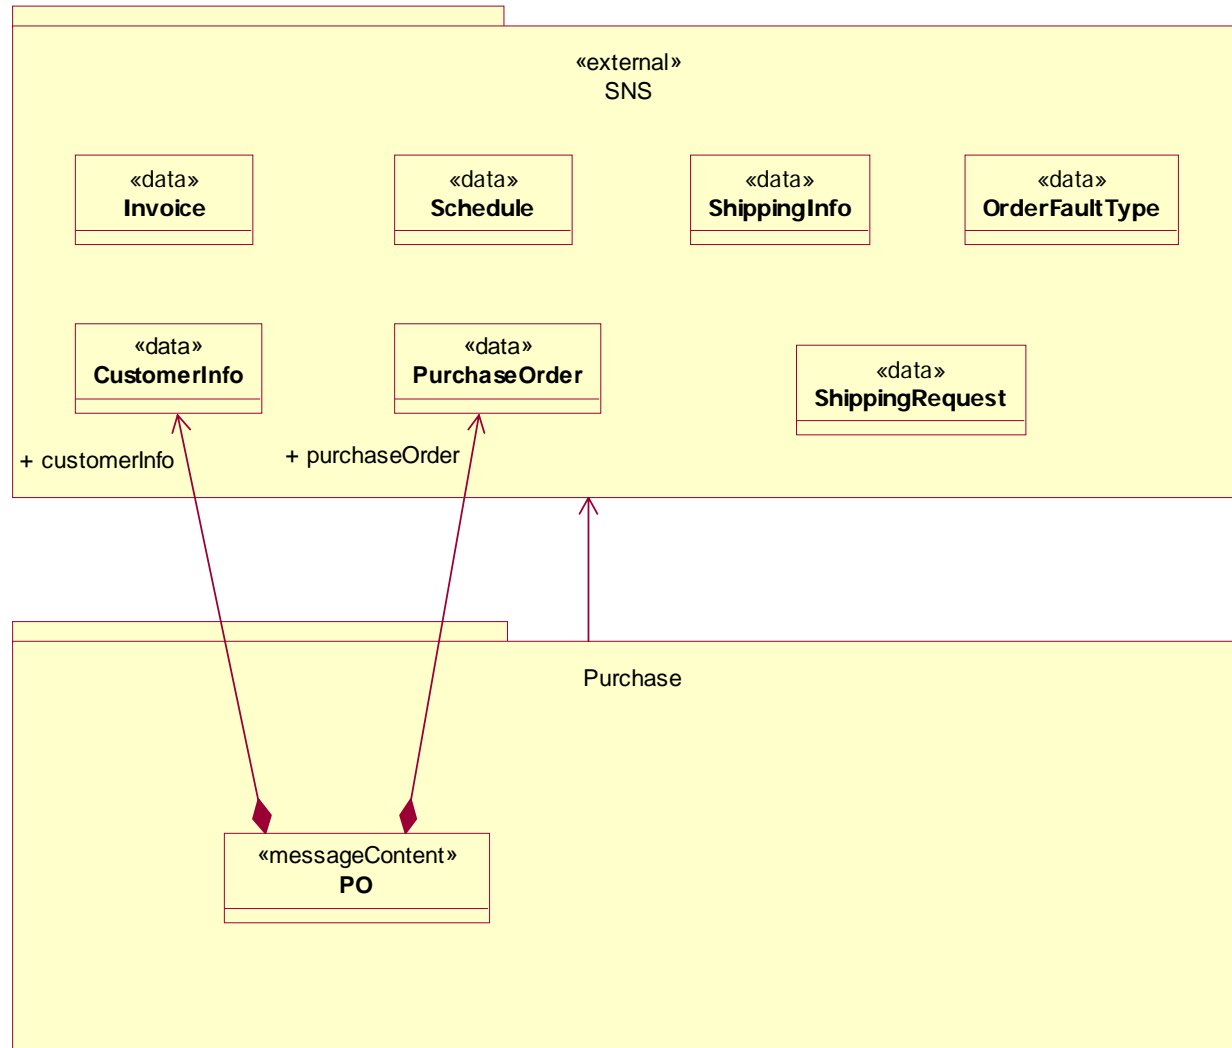 «external»
SNS
«data»
Invoice
«data»
Schedule
«data»
ShippingInfo
«data»
OrderFaultType
«data»
CustomerInfo
«data»
PurchaseOrder
«data»
ShippingRequest
+ customerInfo
+ purchaseOrder
Purchase
«messageContent»
PO